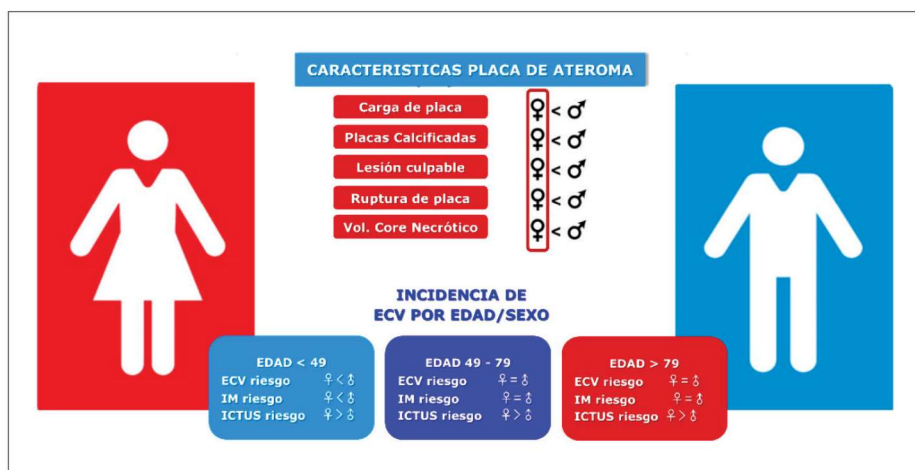 CARACTERISTICAS PLACA DE ATEROMA
Carga de placa ♀ < ♂
Placas Calcificadas ♀ < ♂
Lesión culpable ♀ < ♂
Ruptura de placa ♀ < ♂
Vol. Core Necrótico ♀ < ♂
INCIDENCIA DE
ECV POR EDAD/SEXO
EDAD < 49
ECV riesgo ♀ < ♂
IM riesgo ♀ < ♂
ICTUS riesgo ♀ > ♂
EDAD 49 - 79
ECV riesgo ♀ = ♂
IM riesgo ♀ = ♂
ICTUS riesgo ♀ > ♂
EDAD > 79
ECV riesgo ♀ = ♂
IM riesgo ♀ = ♂
ICTUS riesgo ♀ > ♂